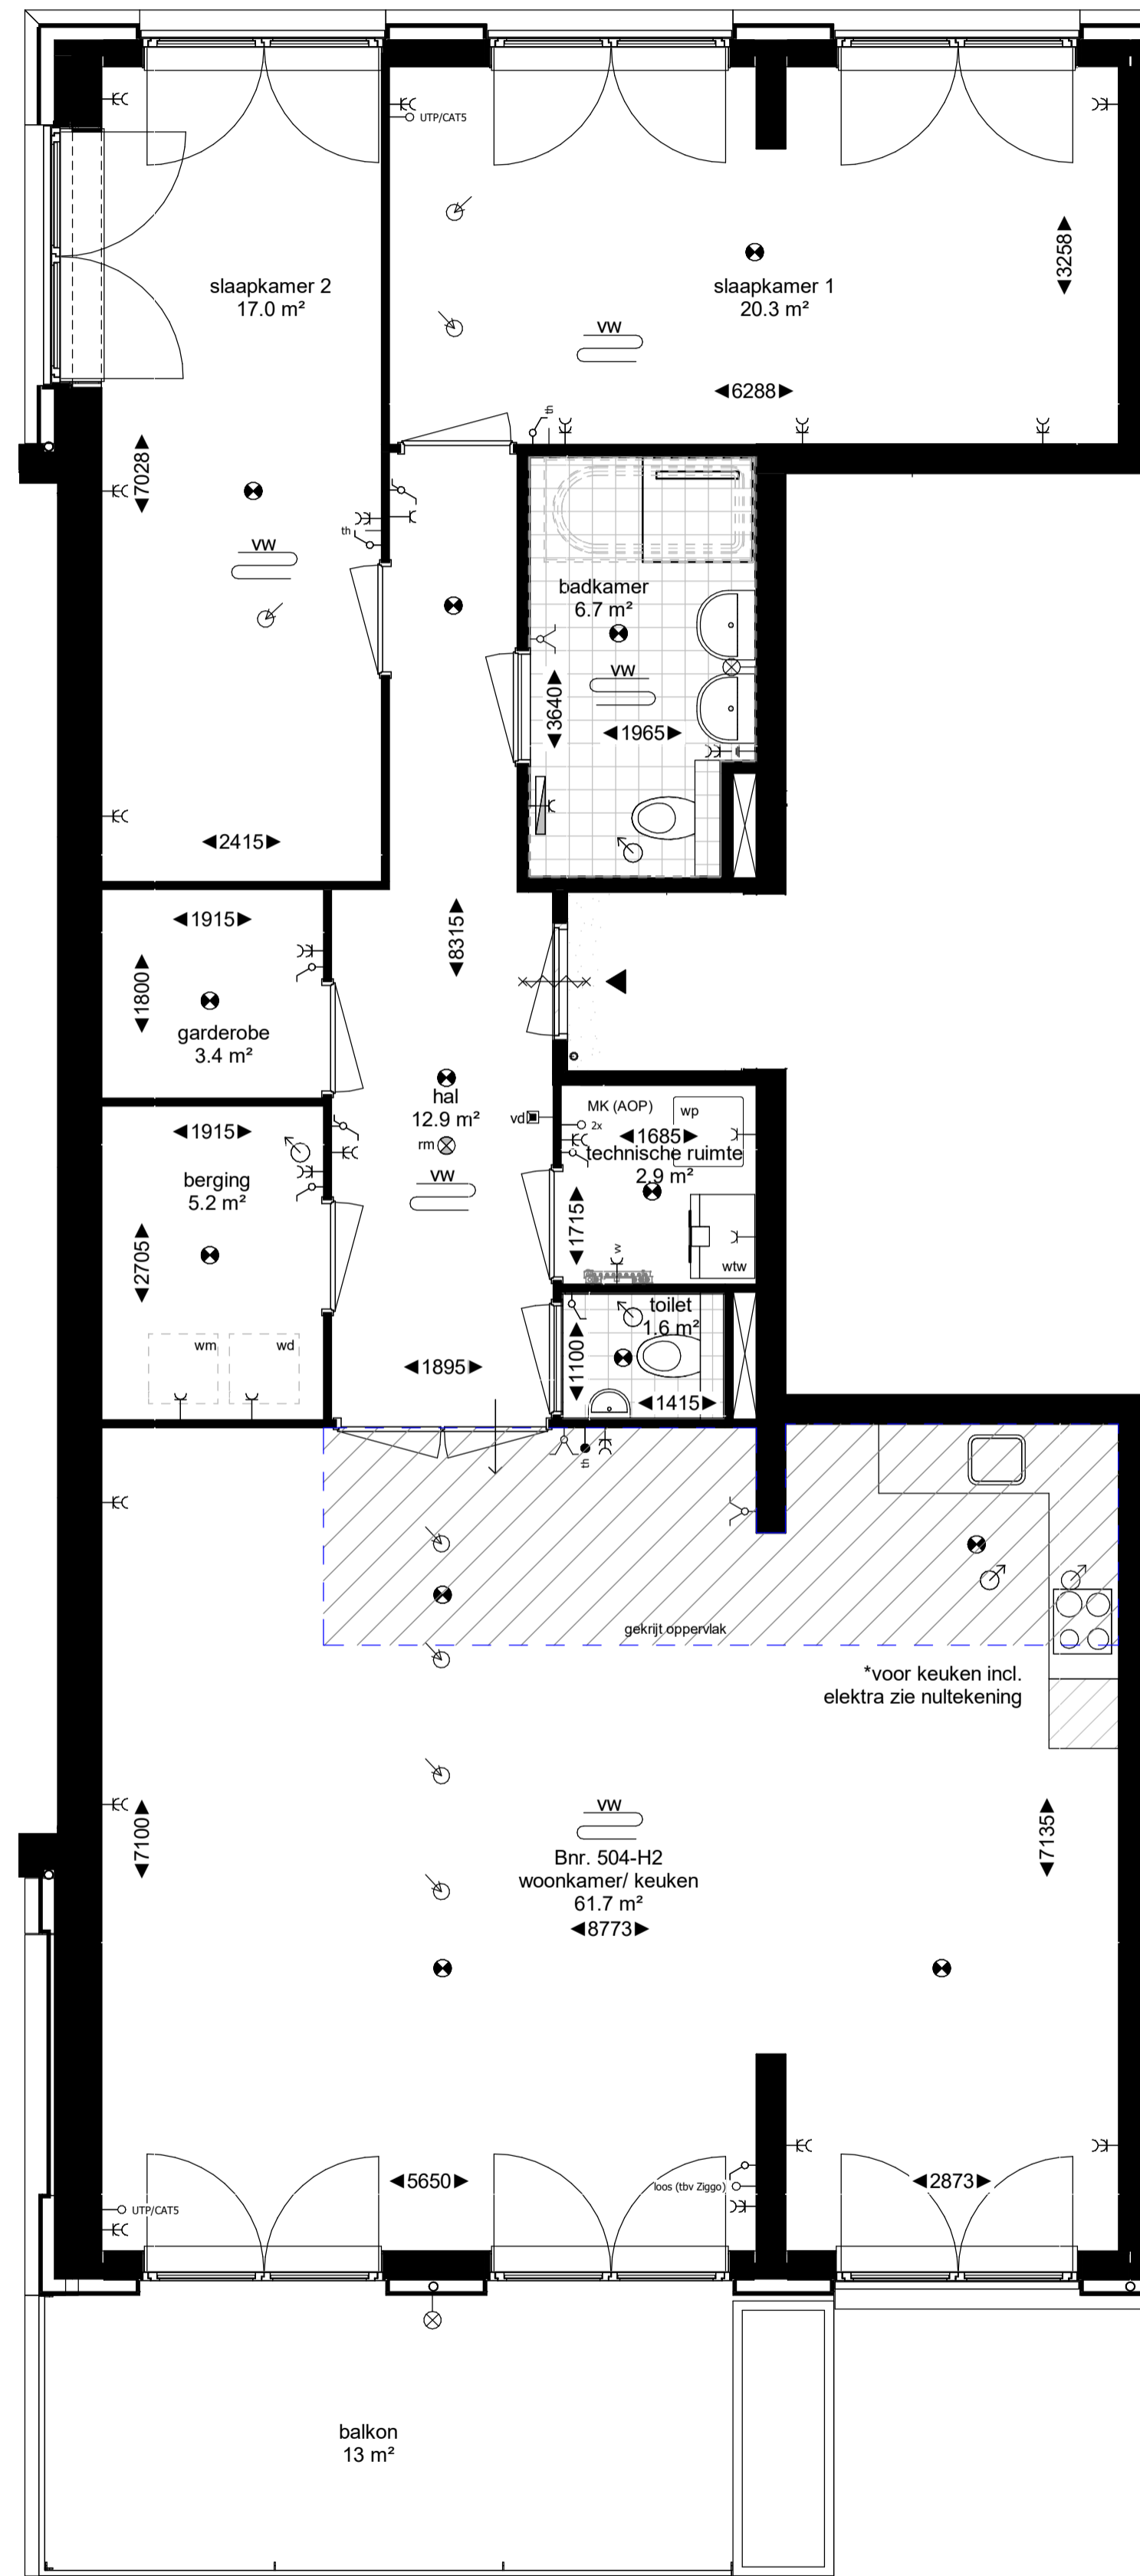 UTP/CAT5
slaapkamer 2
17.0 m²
slaapkamer 1
20.3 m²
3258
vw
6288
th
7028
th
vw
badkamer
6.7 m²
vw
3640
1965
2415
1915
8315
1800
garderobe
3.4 m²
hal
12.9 m²
vd
rm
vw
MK (AOP)
2x
wp
1685
technische ruimte
2.9 m²
1715
w
wtw
1915
berging
5.2 m²
2705
wm
wd
toilet
1.6 m²
1100
1415
1895
th
gekrijt oppervlak
*voor keuken incl.
elektra zie nultekening
7100
vw
7135
Bnr. 504-H2
woonkamer/ keuken
61.7 m²
8773
5650
loos (tbv Ziggo)
2873
UTP/CAT5
balkon
13 m²